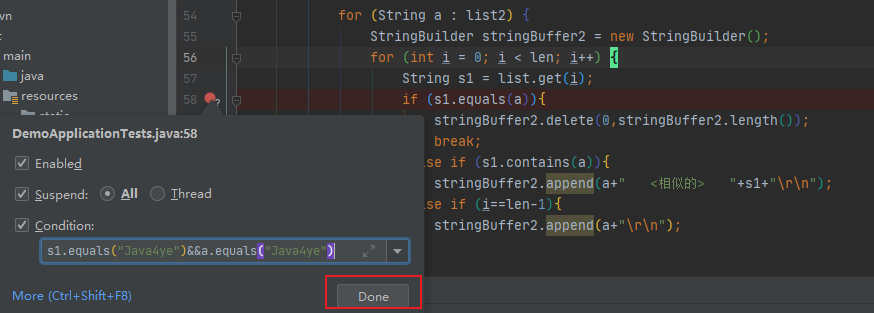 vn
54 for (String a : list2) {
55 StringBuilder stringBuffer2 = new StringBuilder();
main 56 for (int i = 0; i < len; i++) {
java 57 String s1 = list.get(i);
resources 58 ? if (s1.equals(a)){
stringBuffer2.delete(0,stringBuffer2.length());
DemoApplicationTests.java:58
break;
Enabled
else if (s1.contains(a)){
Suspend: All Thread
stringBuffer2.append(a+" <相似的> "+s1+"\r\n");
Condition:
else if (i==len-1){
stringBuffer2.append(a+"\r\n");
s1.equals("Java4ye")&&a.equals("Java4ye")
More (Ctrl+Shift+F8)
Done